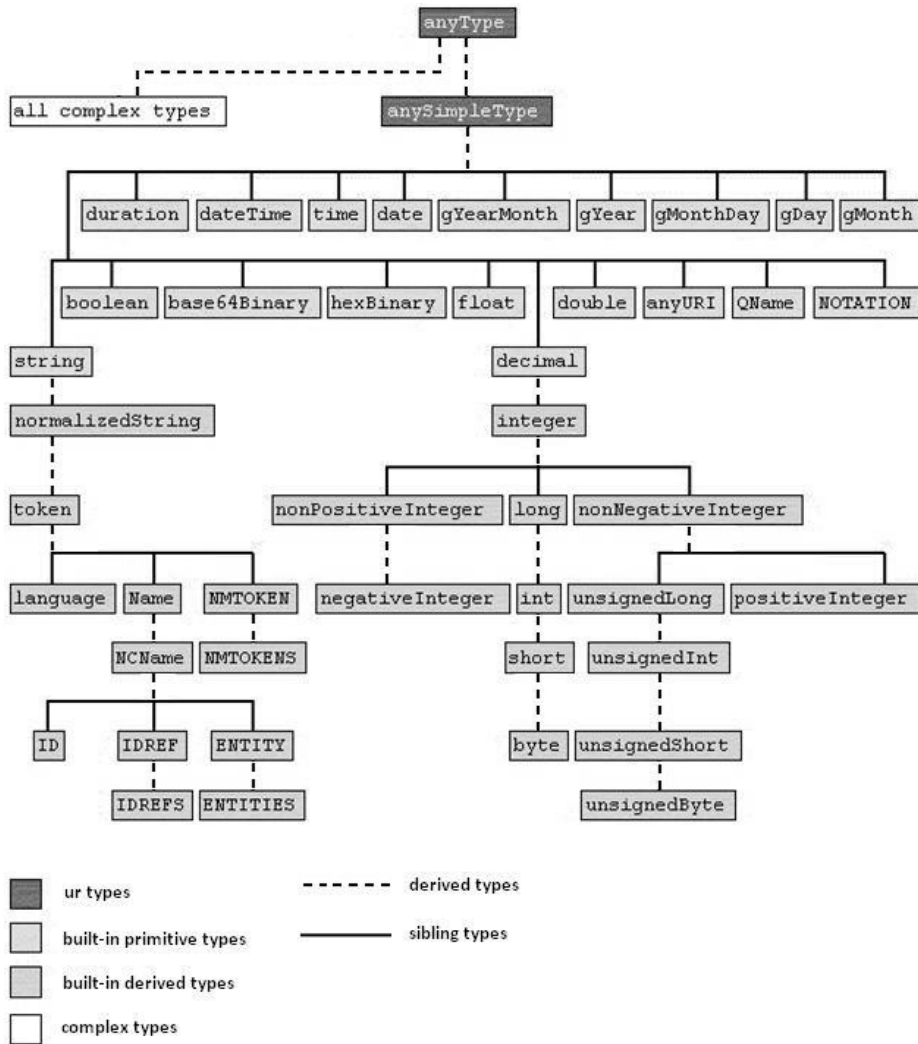 anyType
all complex types
anySimpleType
duration dateTime time date gYearMonth gYear gMonthDay gDay gMonth
boolean base64Binary hexBinary float double anyURI QName NOTATION
string decimal
normalizedString integer
token nonPositiveInteger long nonNegativeInteger
language Name NMTOKEN negativeInteger int unsignedLong positiveInteger
NCName NMTOKENS short unsignedInt
ID IDREF ENTITY byte unsignedShort
IDREFS ENTITIES unsignedByte
ur types derived types
built-in primitive types sibling types
built-in derived types
complex types